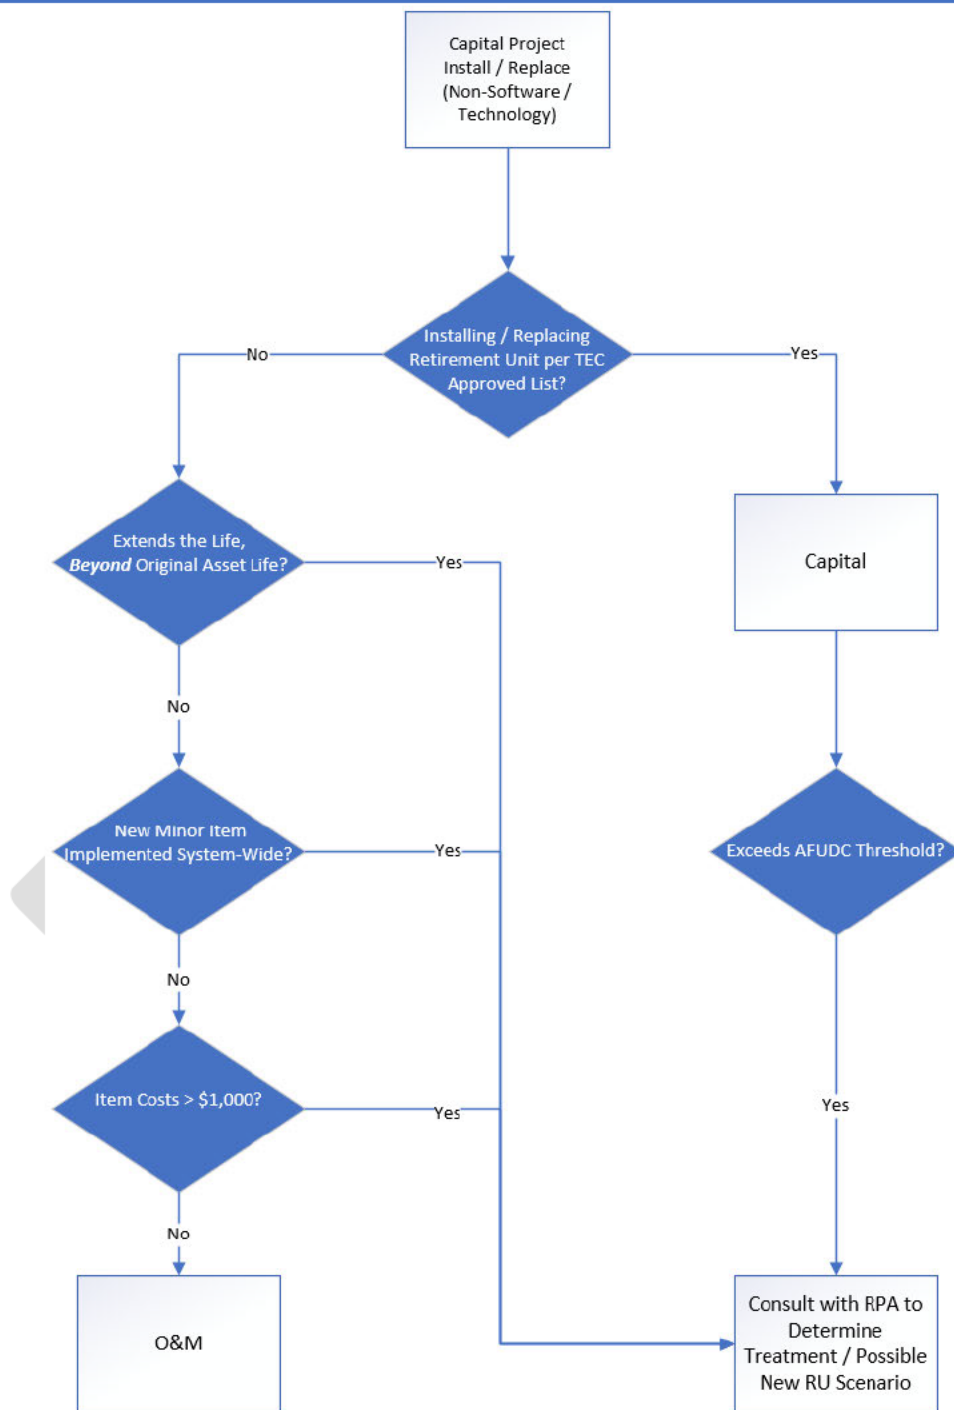 Capital Project
Install / Replace
(Non-Software /
Technology)
Installing / Replacing
Retirement Unit per TEC
Approved List?
No
Yes
Extends the Life,
Beyond Original Asset Life?
Yes
Capital
No
New Minor Item
Implemented System-Wide?
Yes
Exceeds AFUDC Threshold?
No
Item Costs > $1,000?
Yes
Yes
No
O&M
Consult with RPA to
Determine
Treatment / Possible
New RU Scenario